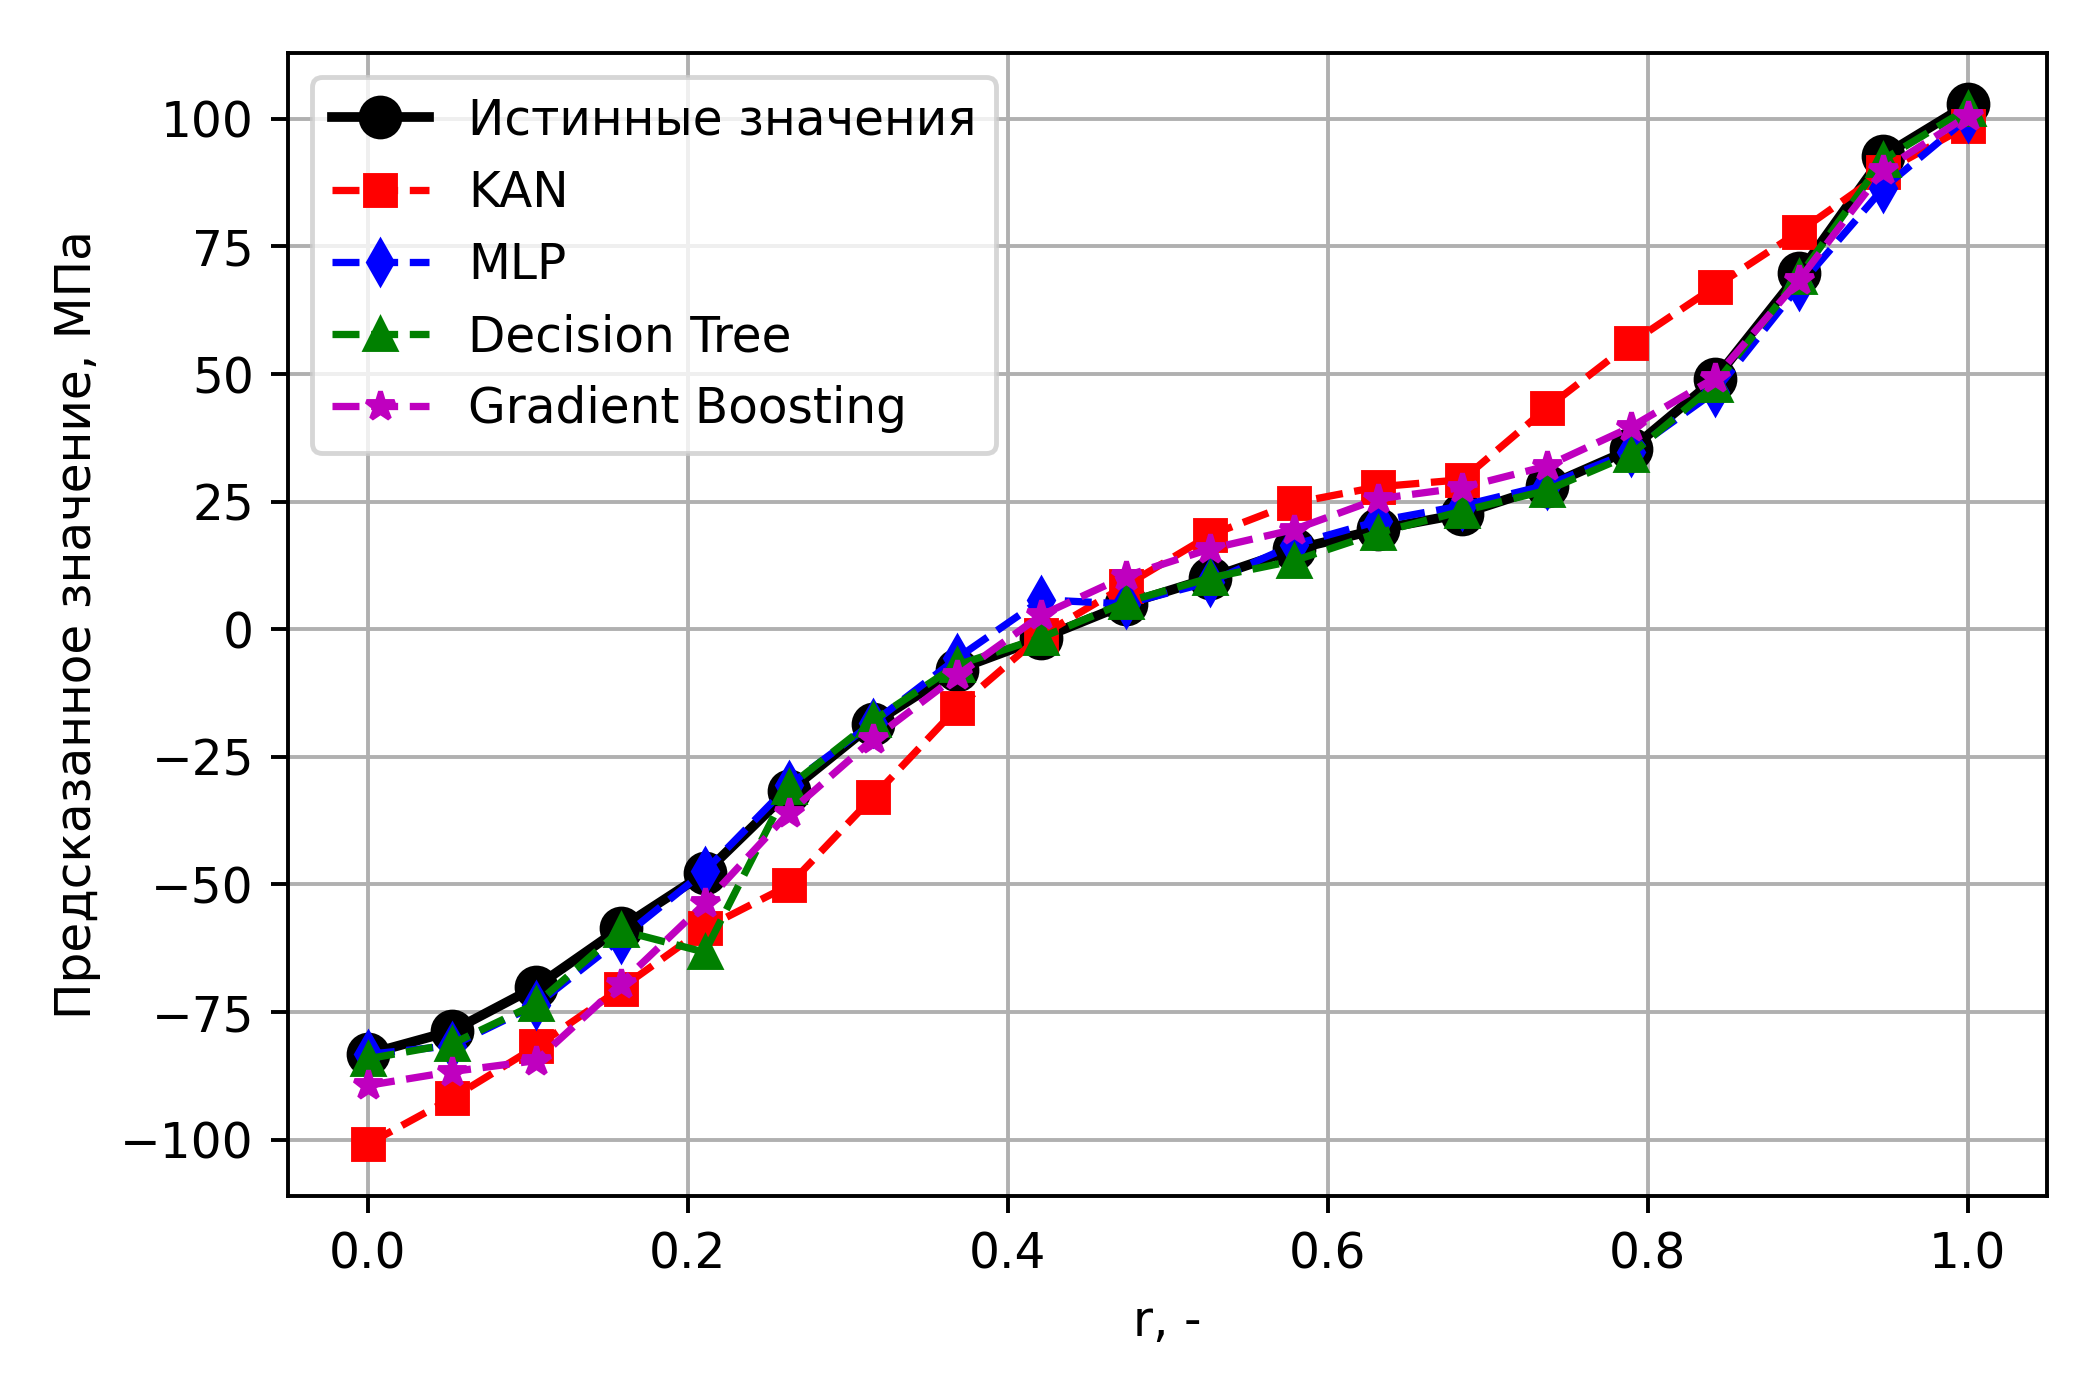 Истинные значения
KAN
MLP
Decision Tree
Gradient Boosting
Предсказанное значение, МПа
100
75
50
25
0
−25
−50
−75
−100
0.0 0.2 0.4 0.6 0.8 1.0
r, -